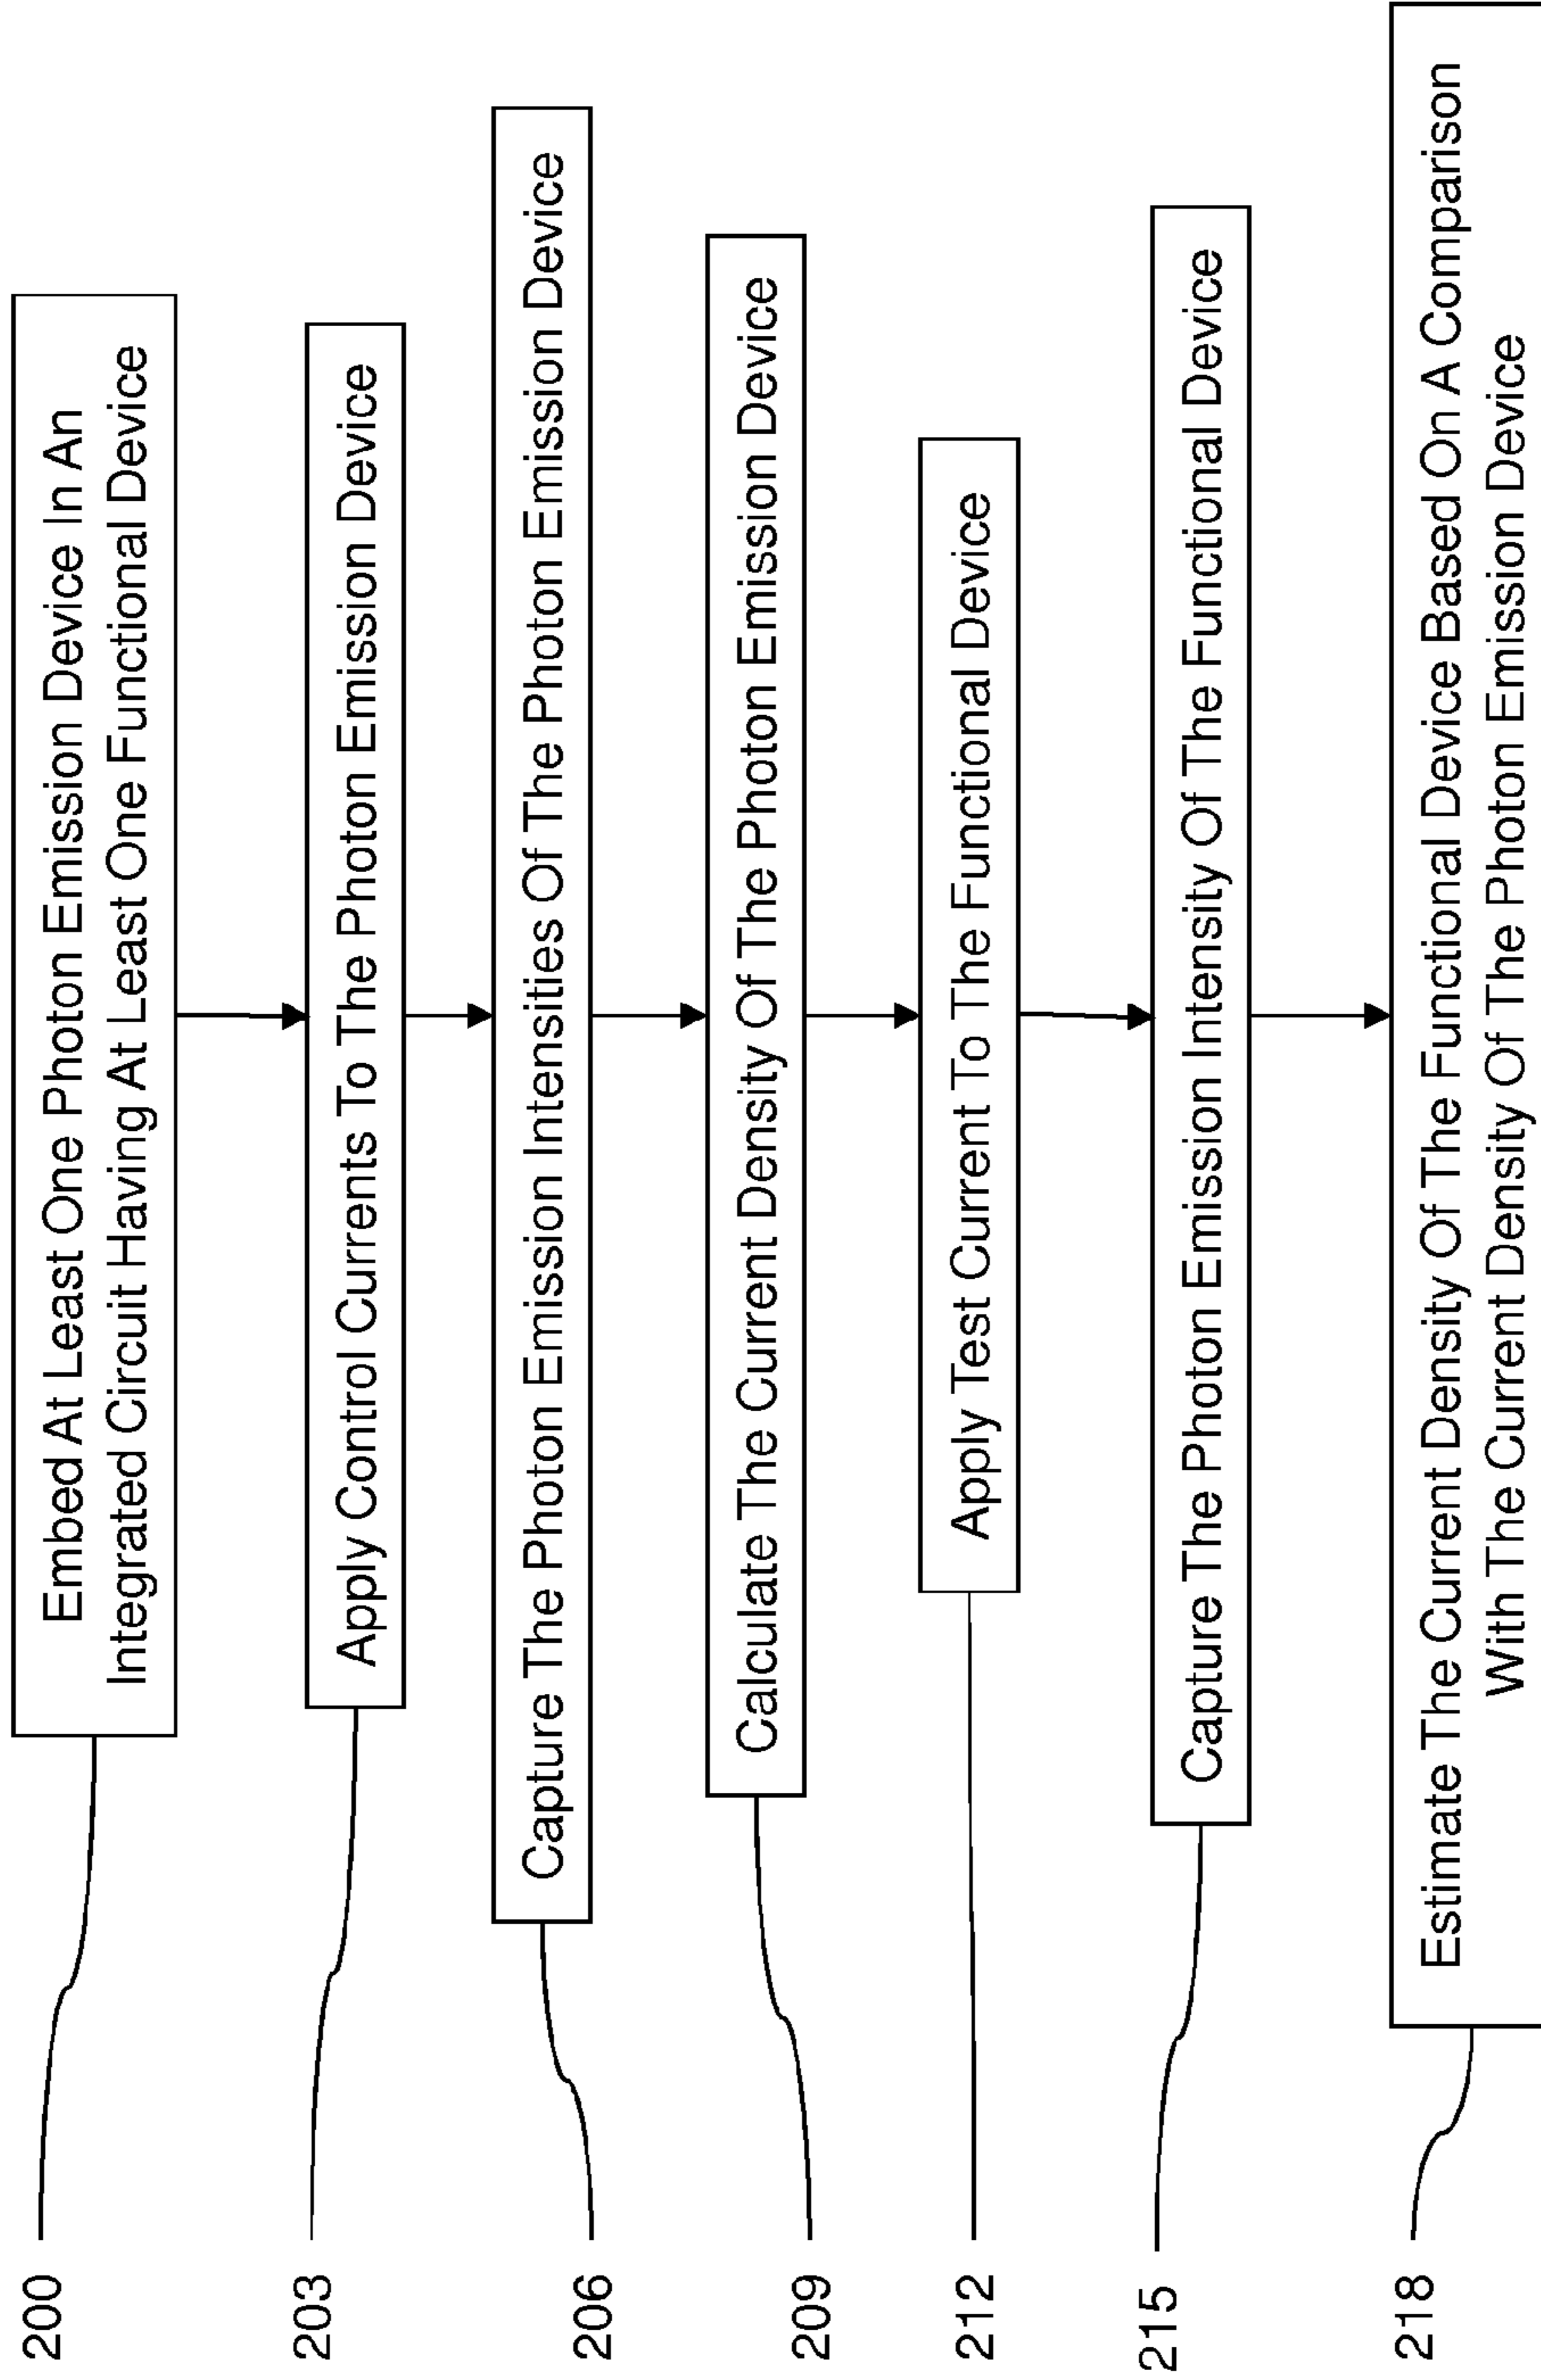 200
Embed At Least One Photon Emission Device In An
Integrated Circuit Having At Least One Functional Device
203
Apply Control Currents To The Photon Emission Device
206
Capture The Photon Emission Intensities Of The Photon Emission Device
209
Calculate The Current Density Of The Photon Emission Device
212
Apply Test Current To The Functional Device
215
Capture The Photon Emission Intensity Of The Functional Device
218
Estimate The Current Density Of The Functional Device Based On A Comparison
With The Current Density Of The Photon Emission Device